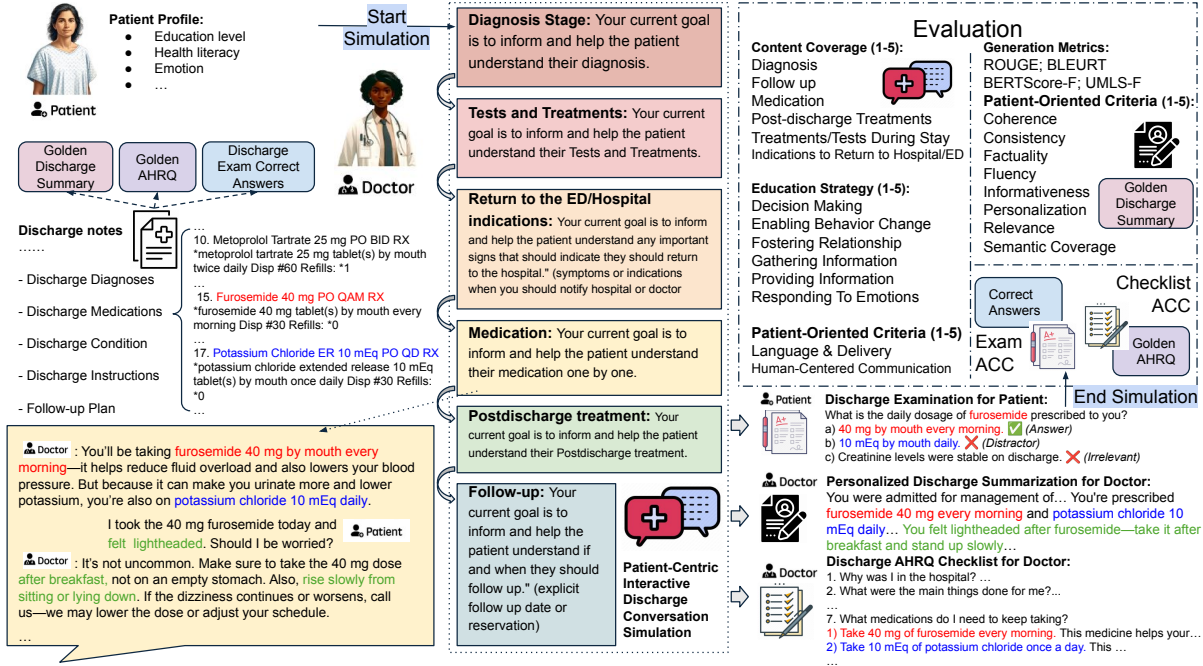 Patient Profile:
● Education level
● Health literacy
● Emotion
● …
Patient
Start
Simulation
Doctor
Golden
Discharge
Summary
Golden
AHRQ
Discharge
Exam Correct
Answers
Discharge notes
……
- Discharge Diagnoses
- Discharge Medications
- Discharge Condition
- Discharge Instructions
- Follow-up Plan
…
10. Metoprolol Tartrate 25 mg PO BID RX
*metoprolol tartrate 25 mg tablet(s) by mouth
twice daily Disp #60 Refills: *1
…
15. Furosemide 40 mg PO QAM RX
*furosemide 40 mg tablet(s) by mouth every
morning Disp #30 Refills: *0
…
17. Potassium Chloride ER 10 mEq PO QD RX
*potassium chloride extended release 10 mEq
tablet(s) by mouth once daily Disp #30 Refills:
*0
…
Doctor : You’ll be taking furosemide 40 mg by mouth every
morning—it helps reduce fluid overload and also lowers your blood
pressure. But because it can make you urinate more and lower
potassium, you’re also on potassium chloride 10 mEq daily.
I took the 40 mg furosemide today and
felt lightheaded. Should I be worried?
Patient
Doctor : It’s not uncommon. Make sure to take the 40 mg dose
after breakfast, not on an empty stomach. Also, rise slowly from
sitting or lying down. If the dizziness continues or worsens, call
us—we may lower the dose or adjust your schedule.
…
Diagnosis Stage: Your current goal
is to inform and help the patient
understand their diagnosis.
Tests and Treatments: Your current
goal is to inform and help the patient
understand their Tests and Treatments.
Return to the ED/Hospital
indications: Your current goal is to inform
and help the patient understand any important
signs that should indicate they should return
to the hospital." (symptoms or indications
when you should notify hospital or doctor
Medication: Your current goal is to
inform and help the patient understand
their medication one by one.
…
Postdischarge treatment: Your
current goal is to inform and help the patient
understand their Postdischarge treatment.
Follow-up: Your
current goal is to
inform and help the
patient understand if
and when they should
follow up." (explicit
follow up date or
reservation)
Patient-Centric
Interactive
Discharge
Conversation
Simulation
Evaluation
Content Coverage (1-5):
Diagnosis
Follow up
Medication
Post-discharge Treatments
Treatments/Tests During Stay
Indications to Return to Hospital/ED
Education Strategy (1-5):
Decision Making
Enabling Behavior Change
Fostering Relationship
Gathering Information
Providing Information
Responding To Emotions
Patient-Oriented Criteria (1-5)
Language & Delivery
Human-Centered Communication
Generation Metrics:
ROUGE; BLEURT
BERTScore-F; UMLS-F
Patient-Oriented Criteria (1-5):
Coherence
Consistency
Factuality
Fluency
Informativeness
Personalization
Relevance
Semantic Coverage
Golden
Discharge
Summary
Correct
Answers
Exam
ACC
A+
Checklist
ACC
Golden
AHRQ
End Simulation
Patient
A+
Discharge Examination for Patient:
What is the daily dosage of furosemide prescribed to you?
a) 40 mg by mouth every morning. ✅ (Answer)
b) 10 mEq by mouth daily. ❌ (Distractor)
c) Creatinine levels were stable on discharge. ❌ (Irrelevant)
Doctor
Personalized Discharge Summarization for Doctor:
You were admitted for management of… You're prescribed
furosemide 40 mg every morning and potassium chloride 10
mEq daily… You felt lightheaded after furosemide—take it after
breakfast and stand up slowly…
Doctor
Discharge AHRQ Checklist for Doctor:
1. Why was I in the hospital? …
2. What were the main things done for me?...
…
7. What medications do I need to keep taking?
1) Take 40 mg of furosemide every morning. This medicine helps your…
2) Take 10 mEq of potassium chloride once a day. This …
…